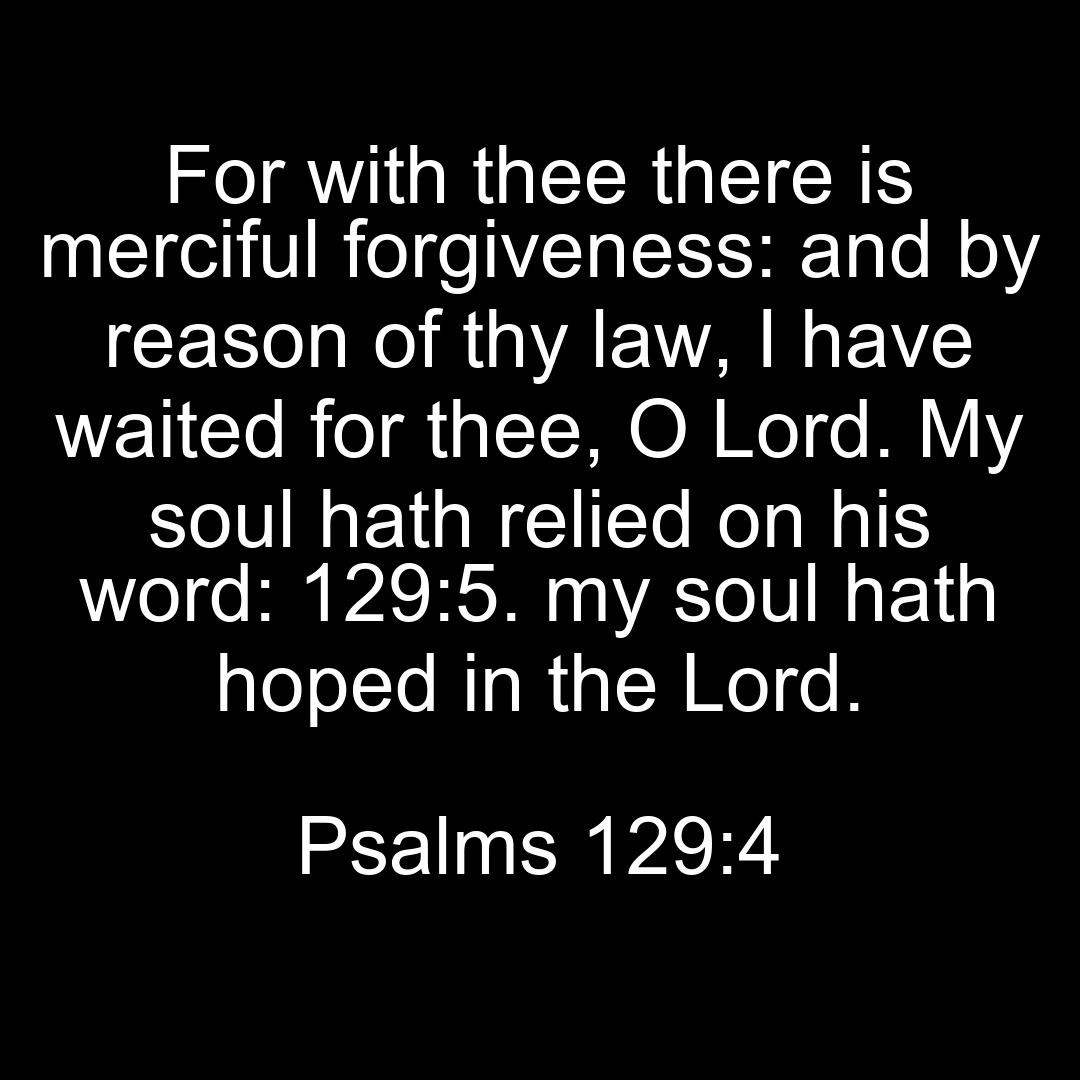 For with thee there is
merciful forgiveness: and by
reason of thy law, I have
waited for thee, O Lord. My
soul hath relied on his
word: 129:5. my soul hath
hoped in the Lord.
Psalms 129:4